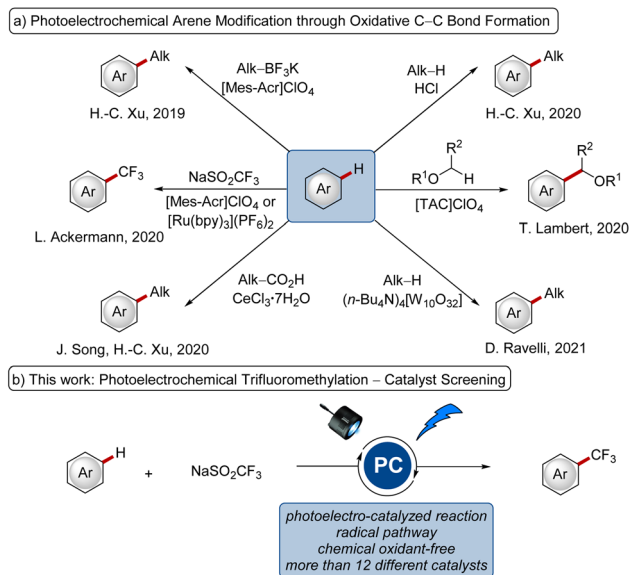 a) Photoelectrochemical Arene Modification through Oxidative C–C Bond Formation
Ar
Alk
H.-C. Xu, 2019
Alk–BF₃K
[Mes-Acr]ClO₄
Alk–H
HCl
Ar
Alk
H.-C. Xu, 2020
Ar
CF₃
L. Ackermann, 2020
NaSO₂CF₃
[Mes-Acr]ClO₄ or
[Ru(bpy)₃](PF₆)₂
Ar
H
R²
R¹O
H
[TAC]ClO₄
Ar
R²
OR¹
T. Lambert, 2020
Ar
Alk
J. Song, H.-C. Xu, 2020
Alk–CO₂H
CeCl₃·7H₂O
Alk–H
(n-Bu₄N)₄[W₁₀O₃₂]
Ar
Alk
D. Ravelli, 2021
b) This work: Photoelectrochemical Trifluoromethylation – Catalyst Screening
Ar
H
+
NaSO₂CF₃
PC
Ar
CF₃
photoelectro-catalyzed reaction
radical pathway
chemical oxidant-free
more than 12 different catalysts